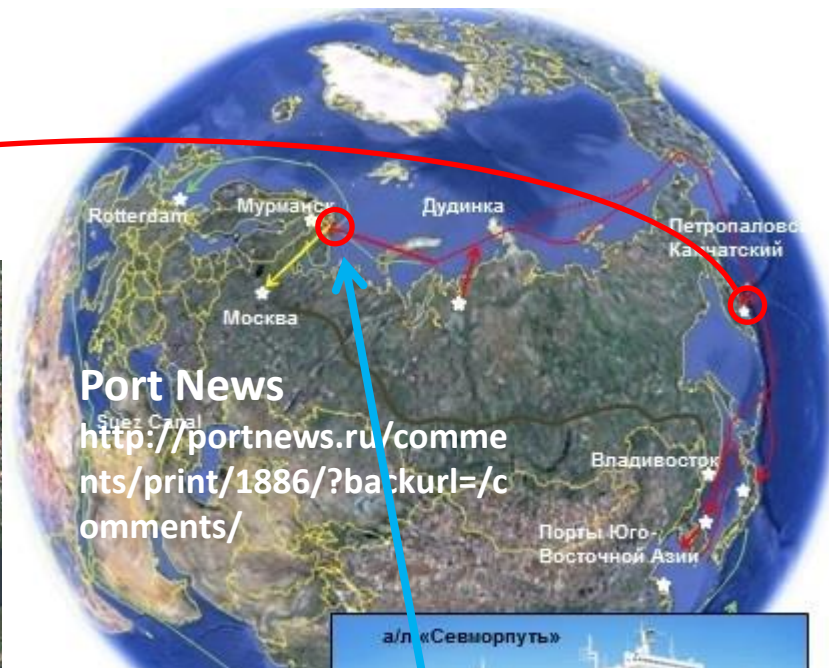 Rotterdam
Мурманск
Дудинка
Петропаловск
Камчатский
Москва
Port News
Suez Canal
http://portnews.ru/comme
nts/print/1886/?backurl=/c
omments/
Владивосток
Порты Юго-
Восточной Азии
а/л «Севморпуть»